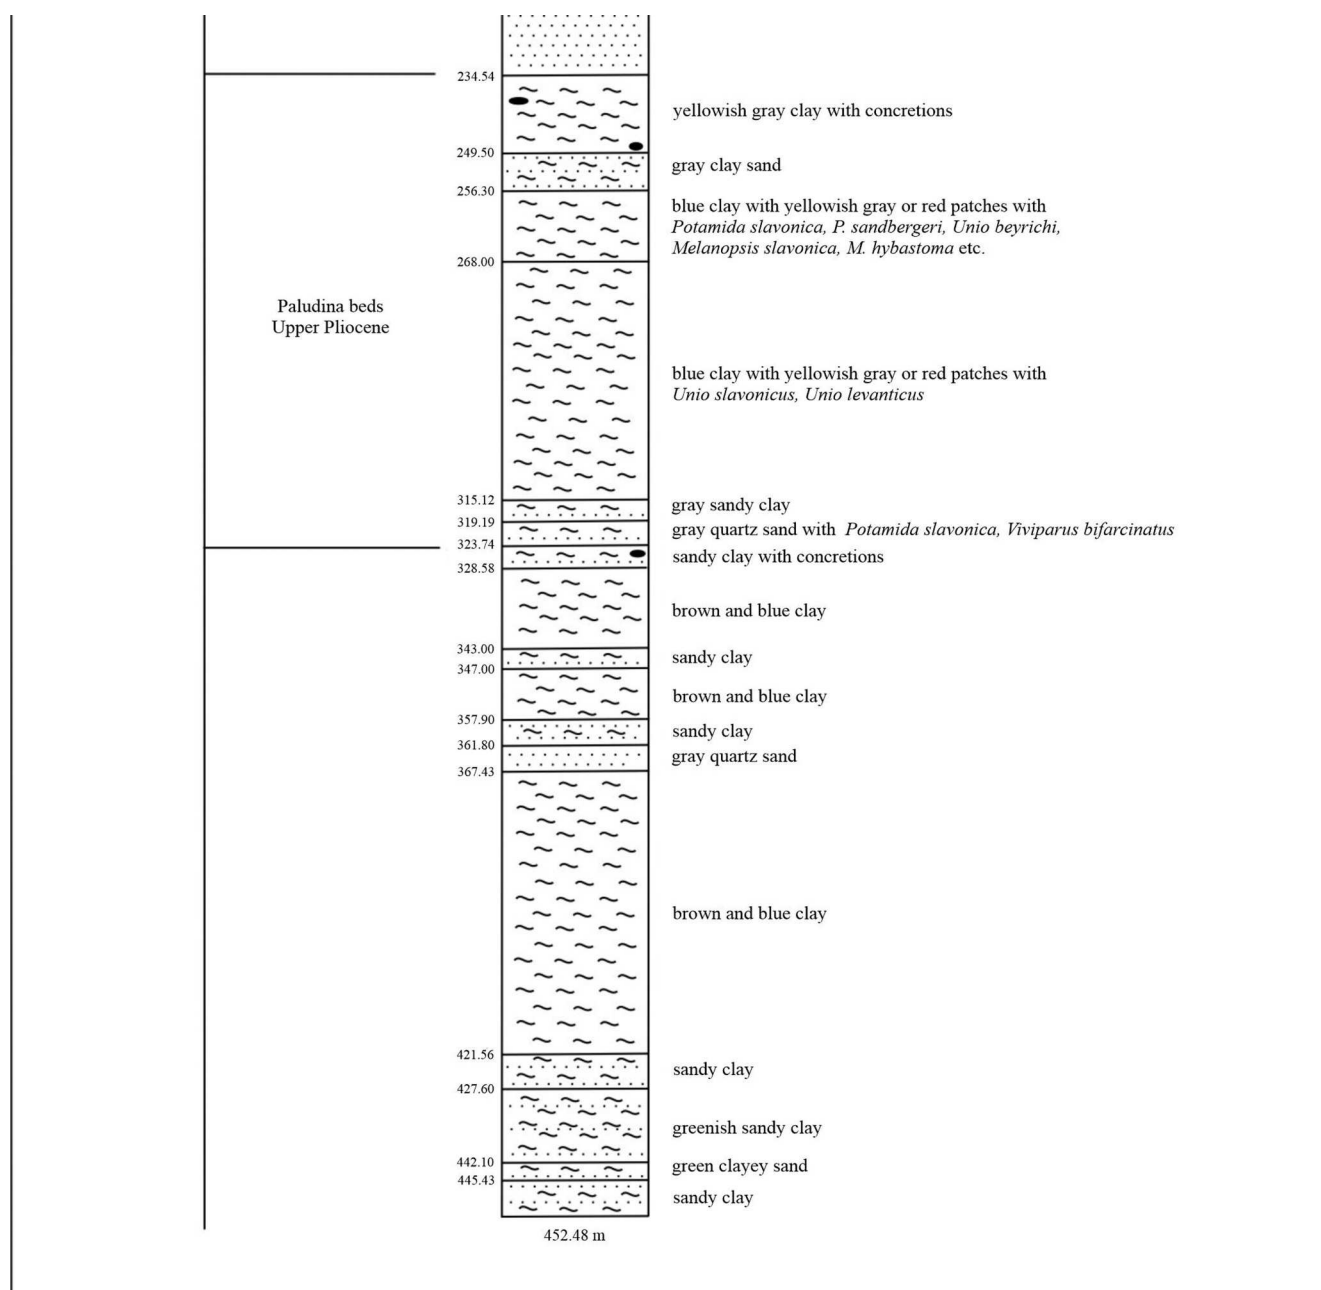 234.54
yellowish gray clay with concretions
249.50
gray clay sand
256.30
blue clay with yellowish gray or red patches with
Potamida slavonica, P. sandbergeri, Unio beyrichi,
Melanopsis slavonica, M. hybastoma etc.
268.00
Paludina beds
Upper Pliocene
blue clay with yellowish gray or red patches with
Unio slavonicus, Unio levanticus
315.12
gray sandy clay
319.19
gray quartz sand with Potamida slavonica, Viviparus bifarcinatus
323.74
sandy clay with concretions
328.58
brown and blue clay
343.00
sandy clay
347.00
brown and blue clay
357.90
sandy clay
361.80
gray quartz sand
367.43
brown and blue clay
421.56
sandy clay
427.60
greenish sandy clay
442.10
green clayey sand
445.43
sandy clay
452.48 m